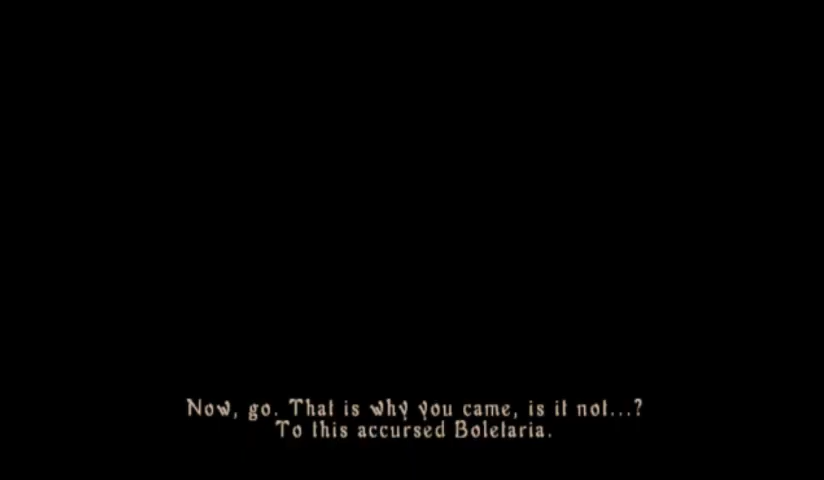 Now, go. That is why you came, is it not...?
To this accursed Boletaria.